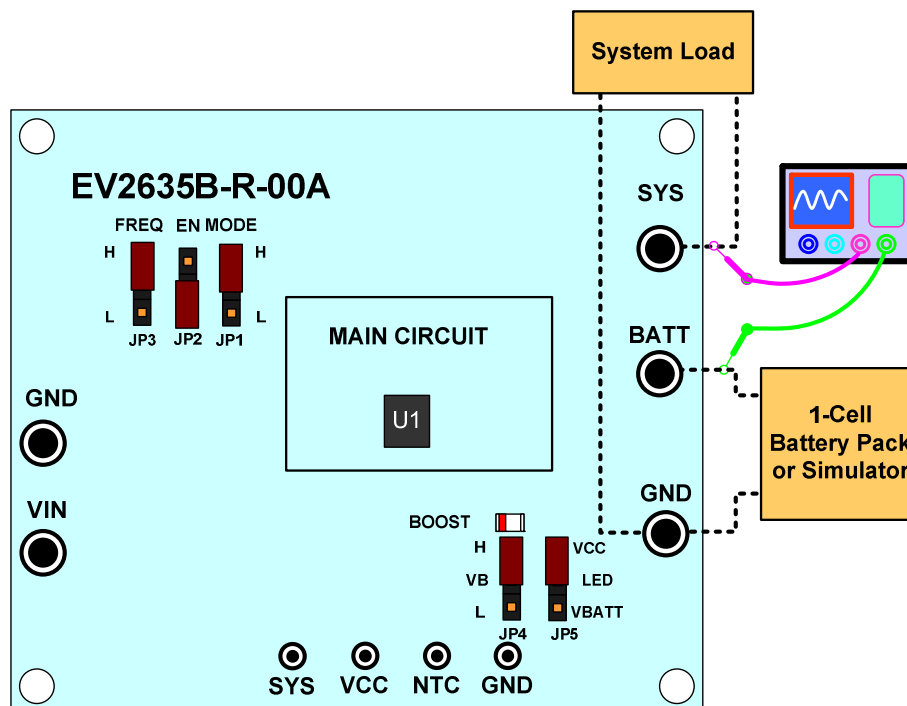 System Load
EV2635B-R-00A
SYS
FREQ EN MODE
H H
L L
JP3 JP2 JP1
MAIN CIRCUIT
BATT
U1
GND
1-Cell
Battery Pack
or Simulator
VIN
GND
BOOST
H VCC
VB LED
L VBATT
JP4 JP5
SYS VCC NTC GND